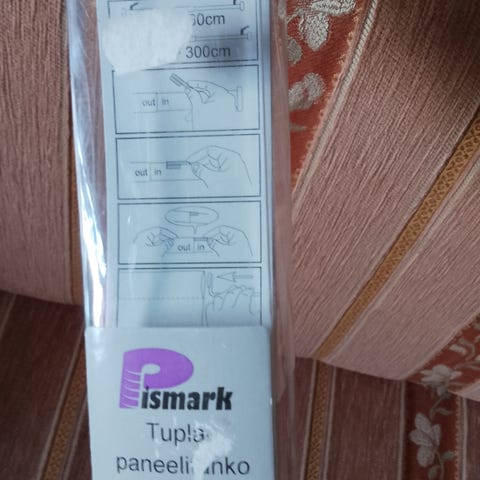 300cm
out in
out in
out in
Pismark
Tupla